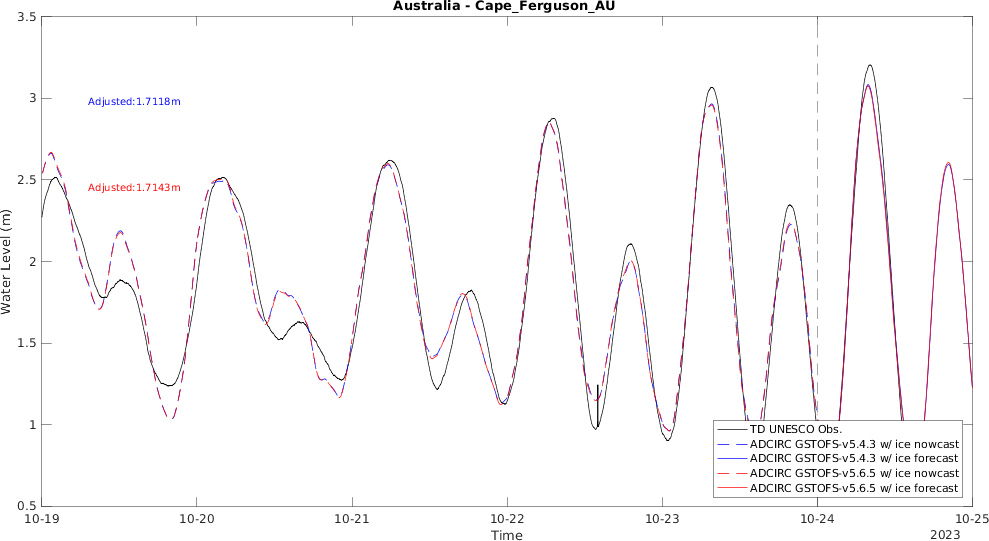 Australia - Cape_Ferguson_AU
3.5
3
2.5
2
1.5
1
0.5
Water Level (m)
Adjusted:1.7118m
Adjusted:1.7143m
TD UNESCO Obs.
ADCIRC GSTOFS-v5.4.3 w/ ice nowcast
ADCIRC GSTOFS-v5.4.3 w/ ice forecast
ADCIRC GSTOFS-v5.6.5 w/ ice nowcast
ADCIRC GSTOFS-v5.6.5 w/ ice forecast
10-19 10-20 10-21 10-22 10-23 10-24 10-25
Time
2023